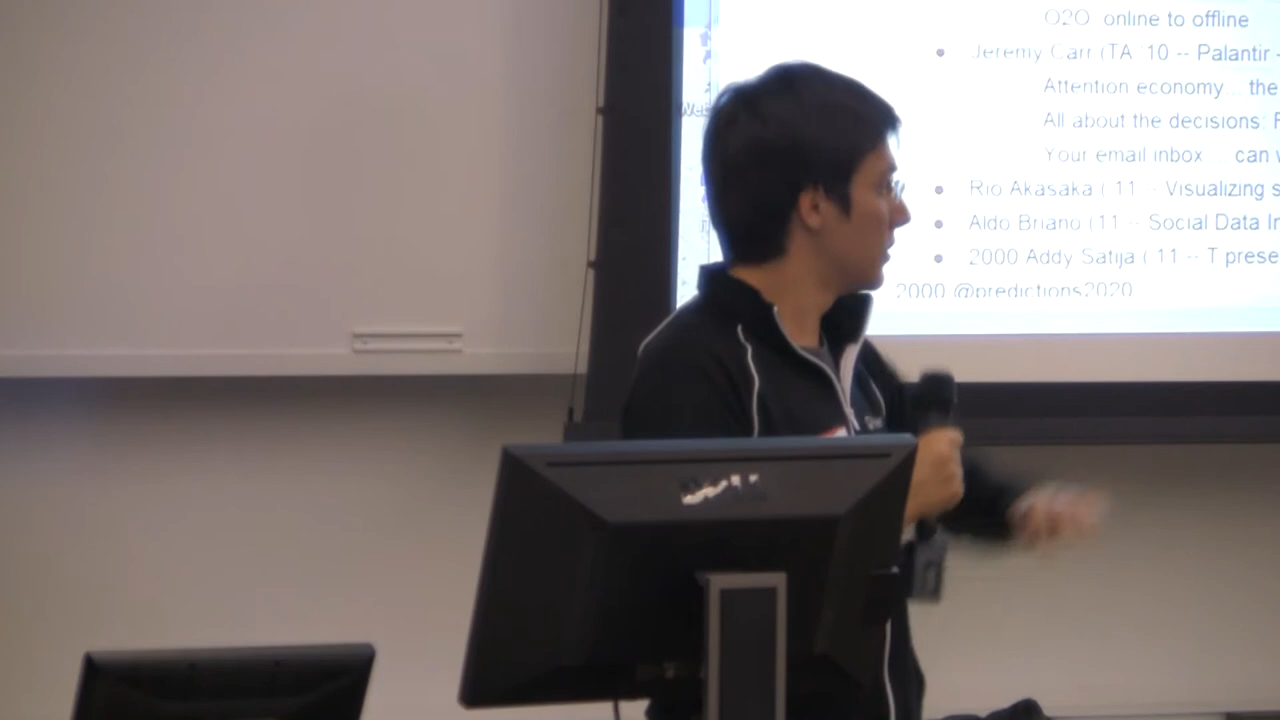 O2O online to offline
• Jeremy Carr (TA '10 -- Palantir -
Attention economy... the
All about the decisions:
Your email inbox ... can
• Rio Akasaka ( 11 - Visualizing s
• Aldo Briano (11 -- Social Data In
• 2000 Addy Satija ( 11 -- T prese
2000 @predictions2020
DELL